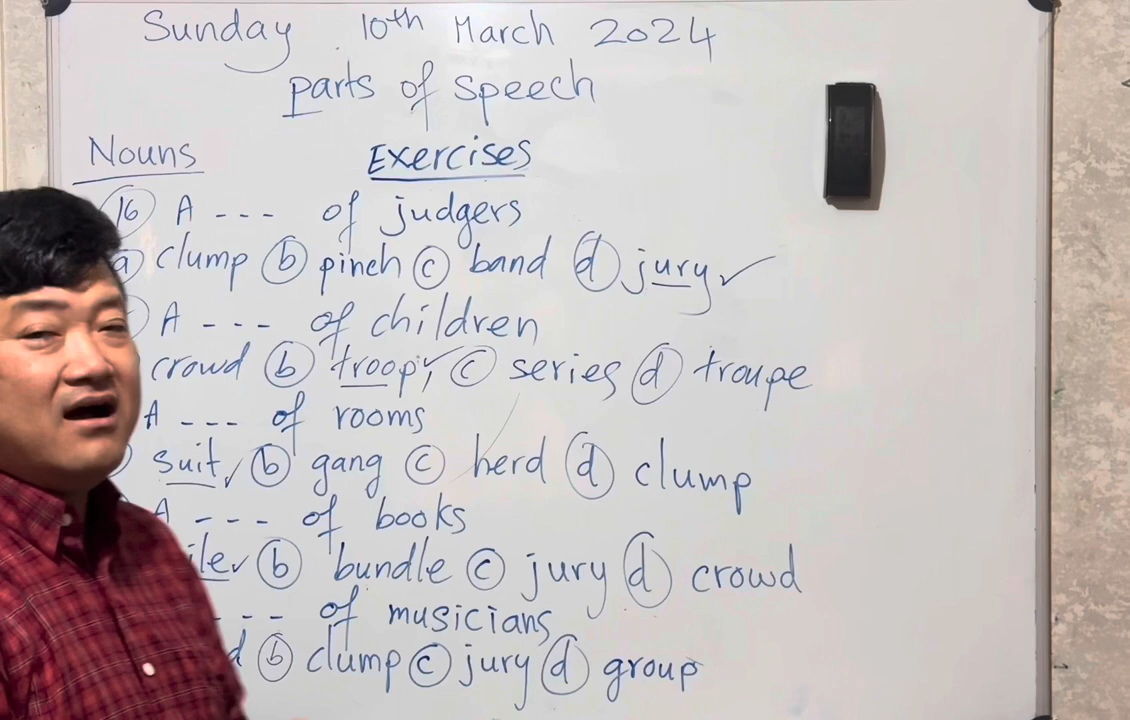 Sunday 10th March 2024
parts of speech
Nouns Exercises
16 A --- of judgers
a clump b pinch c band d jury ✓
A --- of children
crowd b troop ✓ c series d troupe
A --- of rooms
suit ✓ b gang c herd d clump
A --- of books
b bundle c jury d crowd
--- of musicians
b clump c jury d group